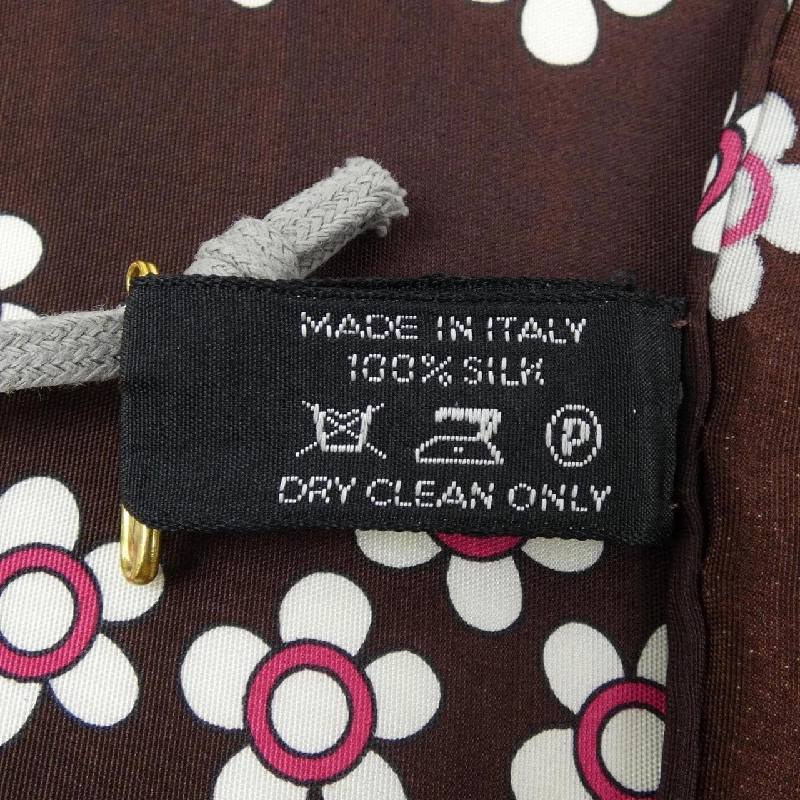 MADE IN ITALY
100% SILK
P
DRY CLEAN ONLY